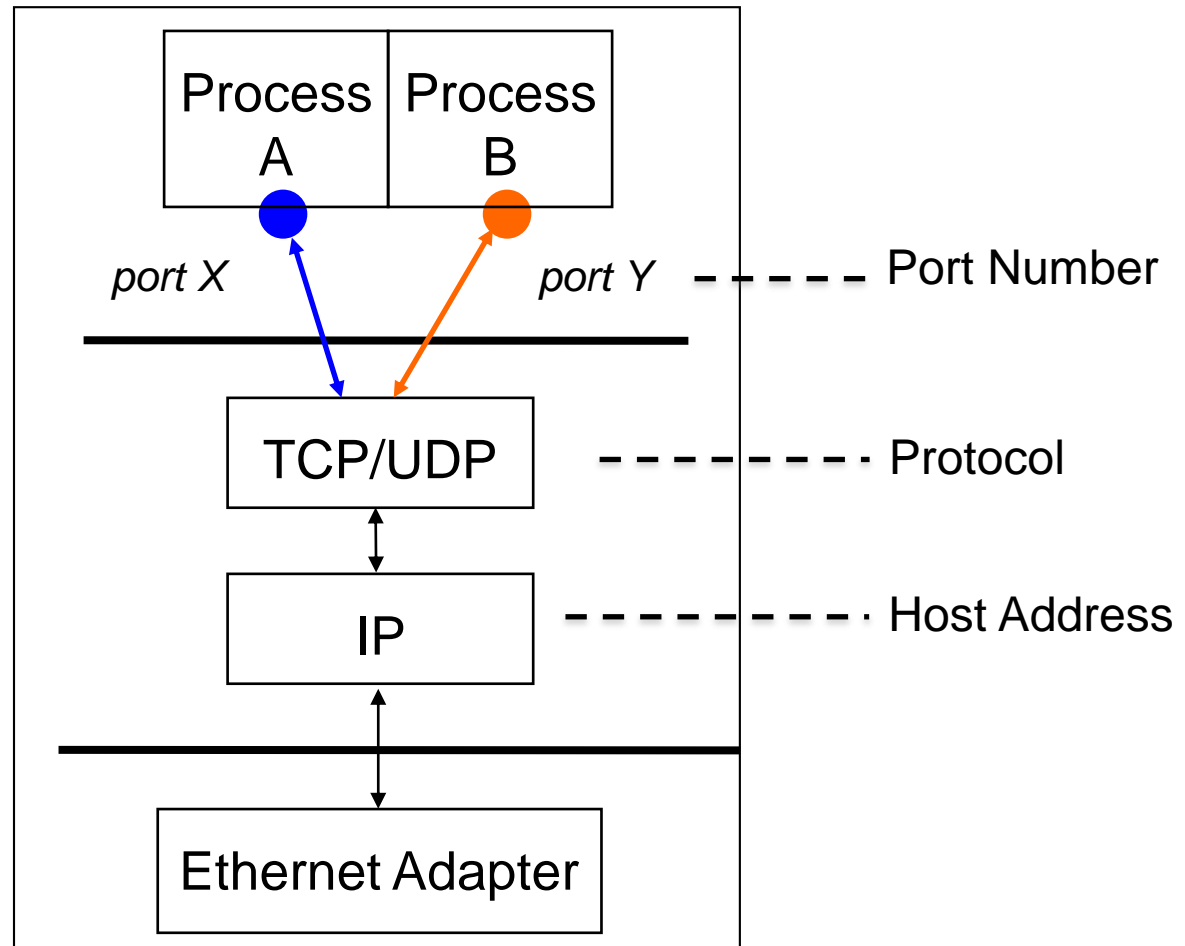 Process
A
Process
B
port X
port Y
Port Number
TCP/UDP
Protocol
IP
Host Address
Ethernet Adapter